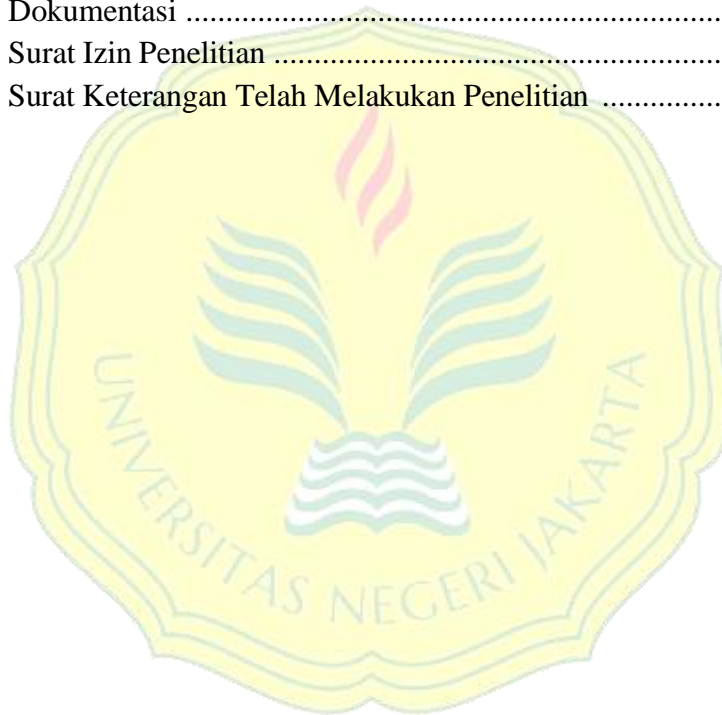 Dokumentasi ....................................................................
Surat Izin Penelitian ........................................................
Surat Keterangan Telah Melakukan Penelitian ...............
UNIVERSITAS NEGERI JAKARTA